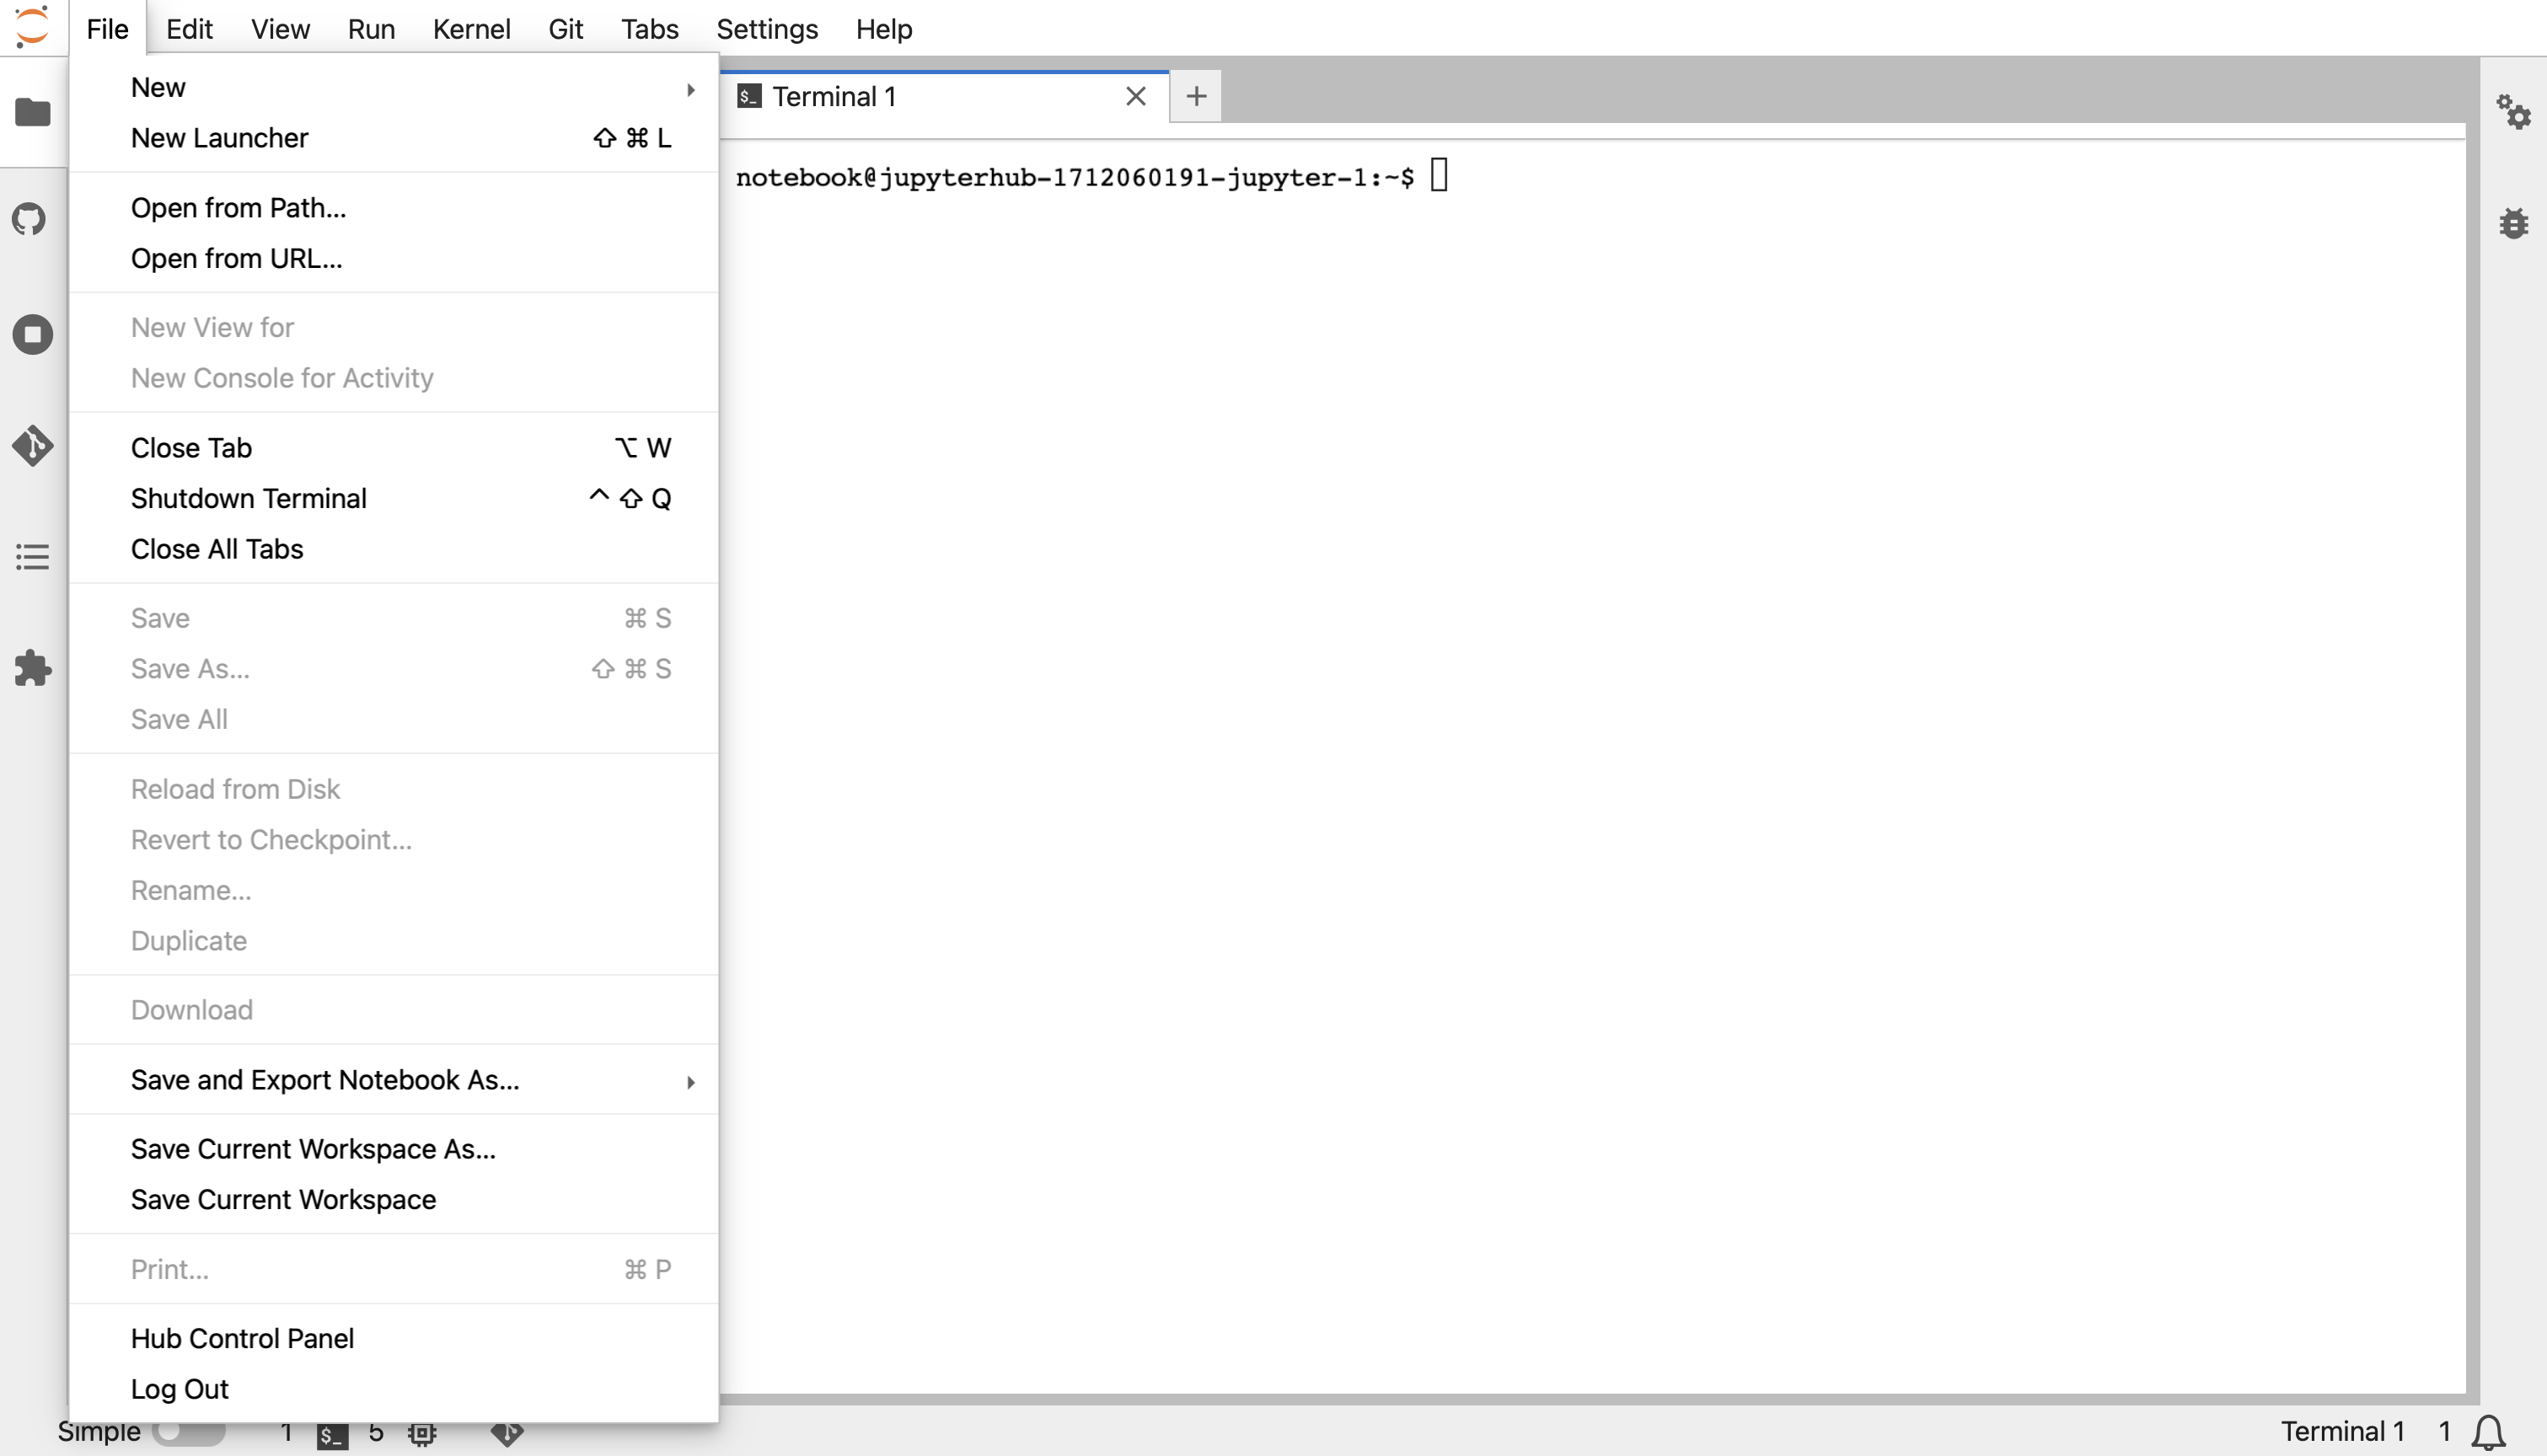 File Edit View Run Kernel Git Tabs Settings Help
New
New Launcher ⇧ ⌘ L
Open from Path...
Open from URL...
New View for
New Console for Activity
Close Tab ⌥ W
Shutdown Terminal ^ ⇧ Q
Close All Tabs
Save ⌘ S
Save As... ⇧ ⌘ S
Save All
Reload from Disk
Revert to Checkpoint...
Rename...
Duplicate
Download
Save and Export Notebook As...
Save Current Workspace As...
Save Current Workspace
Print... ⌘ P
Hub Control Panel
Log Out
$_ Terminal 1
notebook@jupyterhub-1712060191-jupyter-1:~$
Simple 1 $_ 5
Terminal 1 1